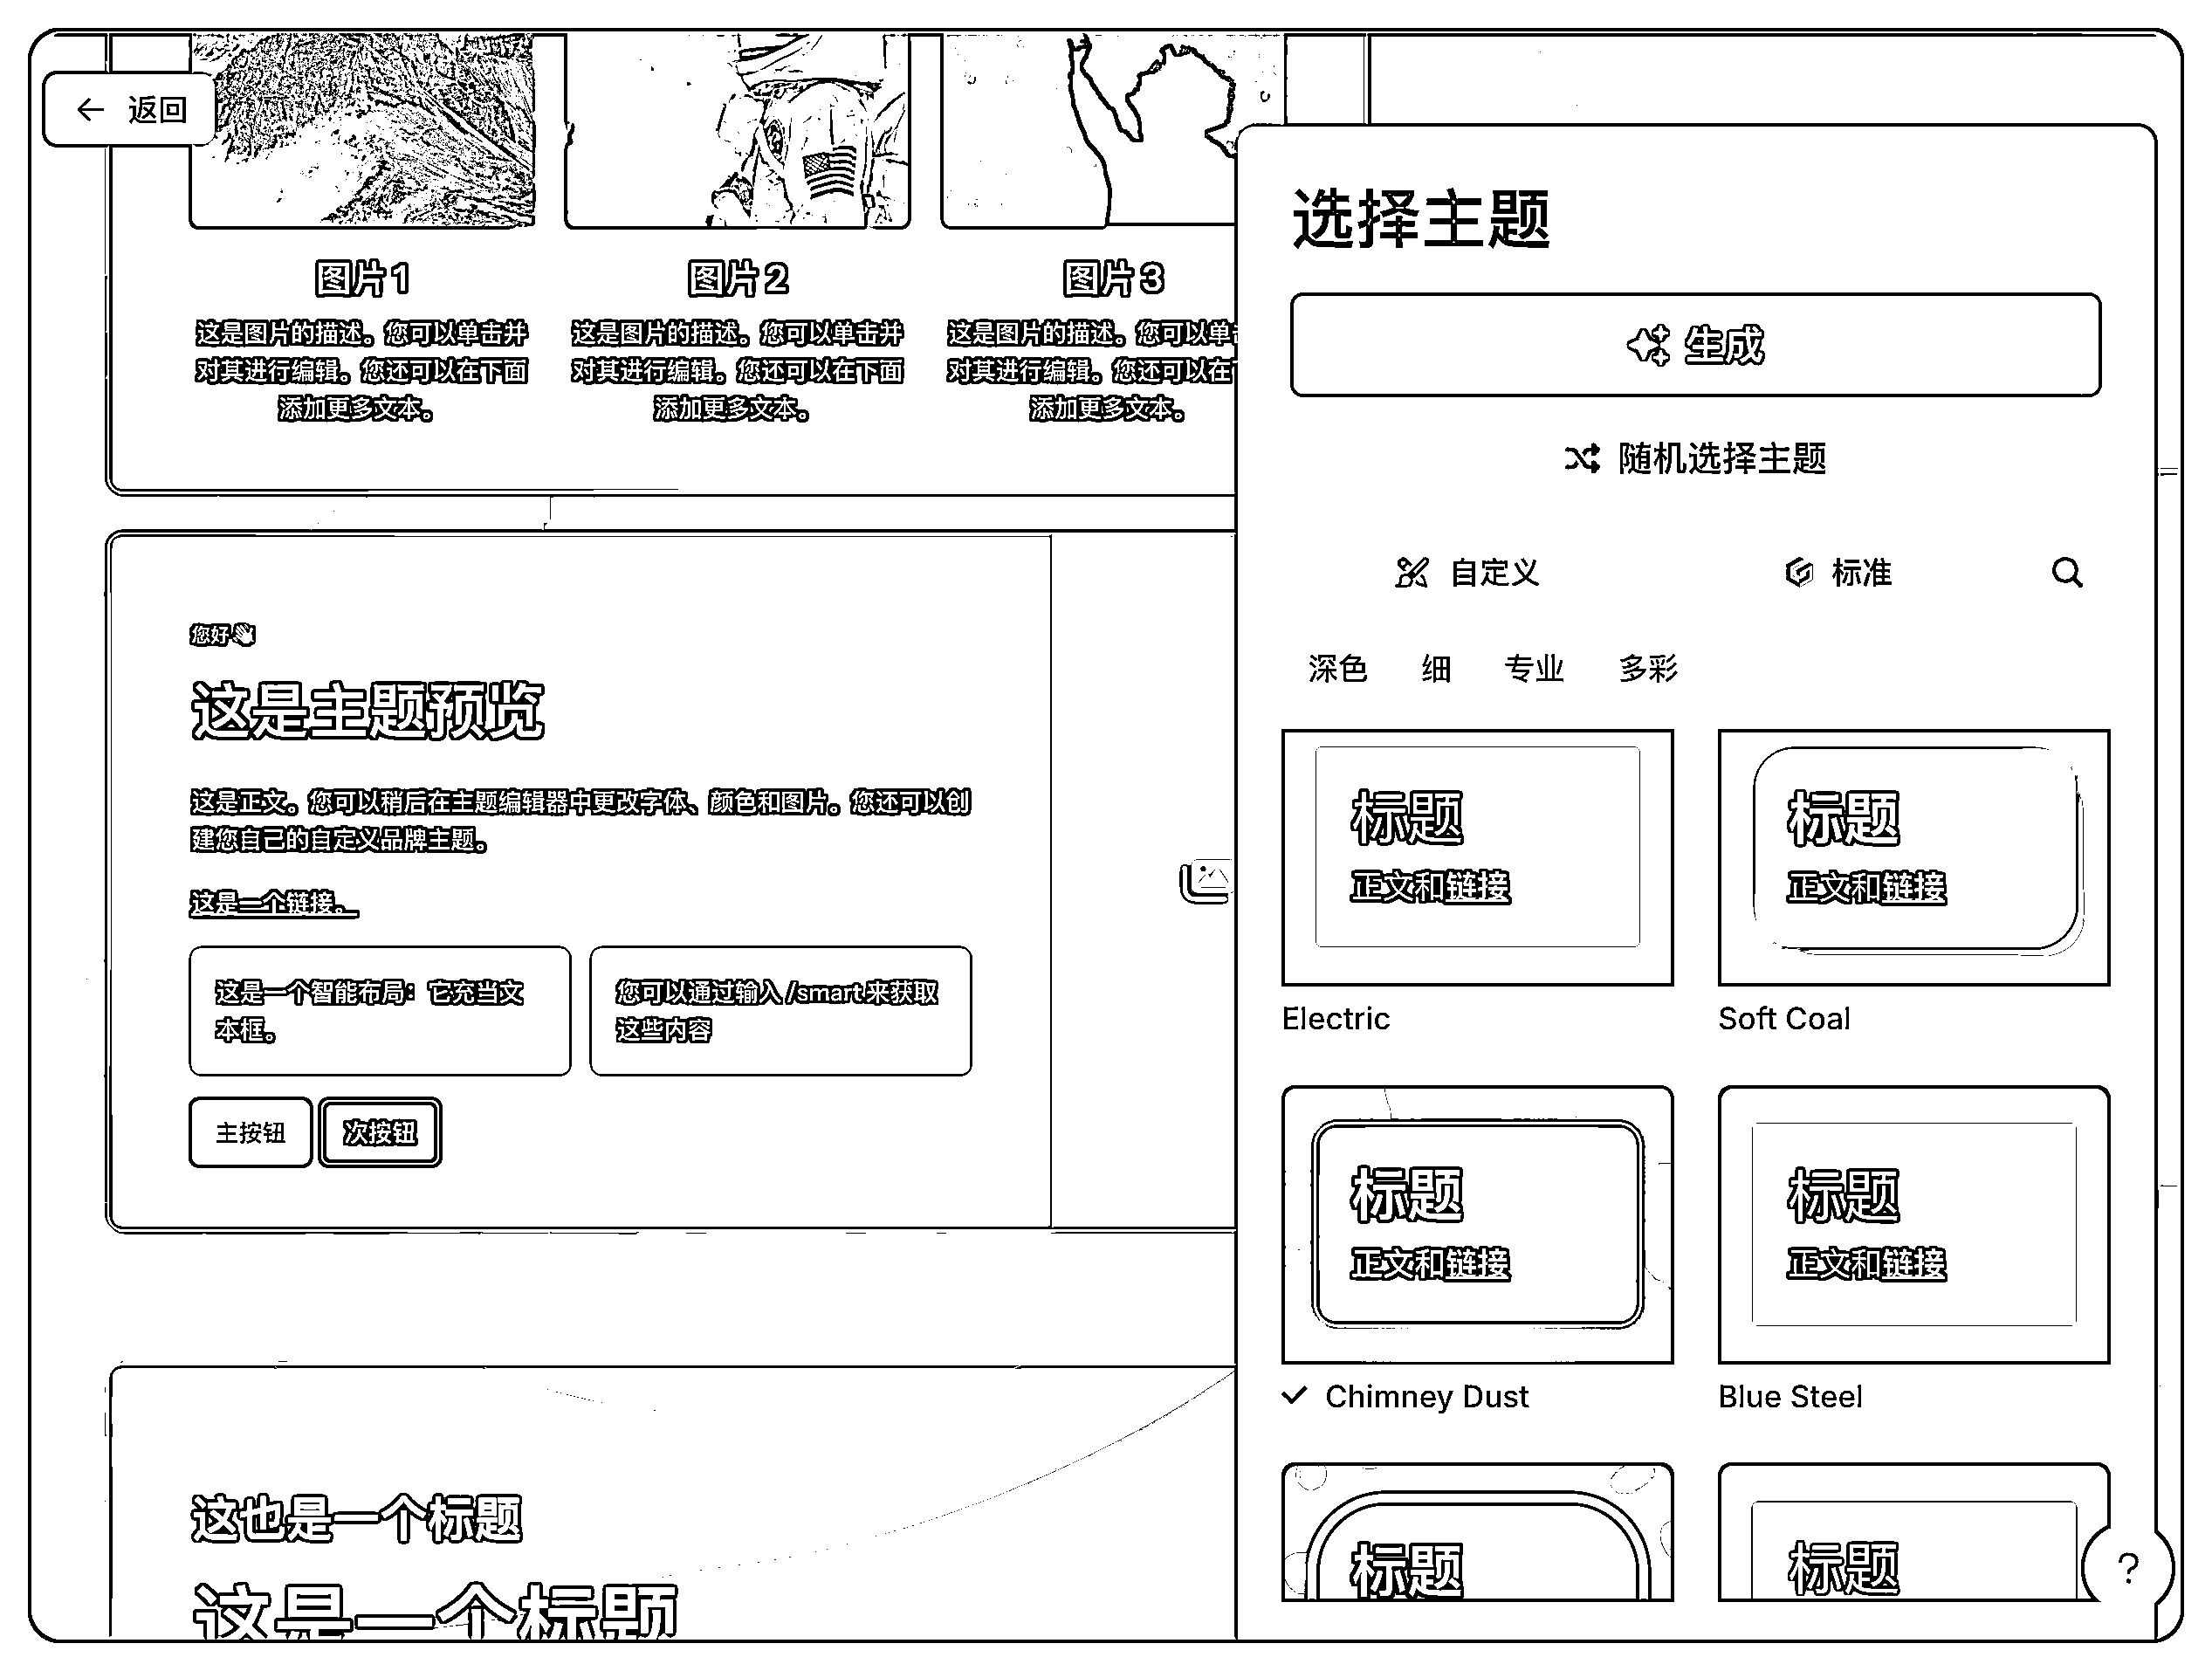 返回
图片 1
这是图片的描述。您可以单击并
对其进行编辑。您还可以在下面
添加更多文本。
图片 2
这是图片的描述。您可以单击并
对其进行编辑。您还可以在下面
添加更多文本。
图片 3
这是图片的描述。您可以单
对其进行编辑。您还可以在
添加更多文本。
您好👋
这是主题预览
这是正文。您可以稍后在主题编辑器中更改字体、颜色和图片。您还可以创
建您自己的自定义品牌主题。
这是一个链接。
这是一个智能布局：它充当文
本框。
您可以通过输入 /smart 来获取
这些内容
主按钮
次按钮
这也是一个标题
这是一个标题
选择主题
生成
随机选择主题
自定义
标准
深色 细 专业 多彩
标题
正文和链接
Electric
标题
正文和链接
Soft Coal
标题
正文和链接
✓ Chimney Dust
标题
正文和链接
Blue Steel
标题
标题
?